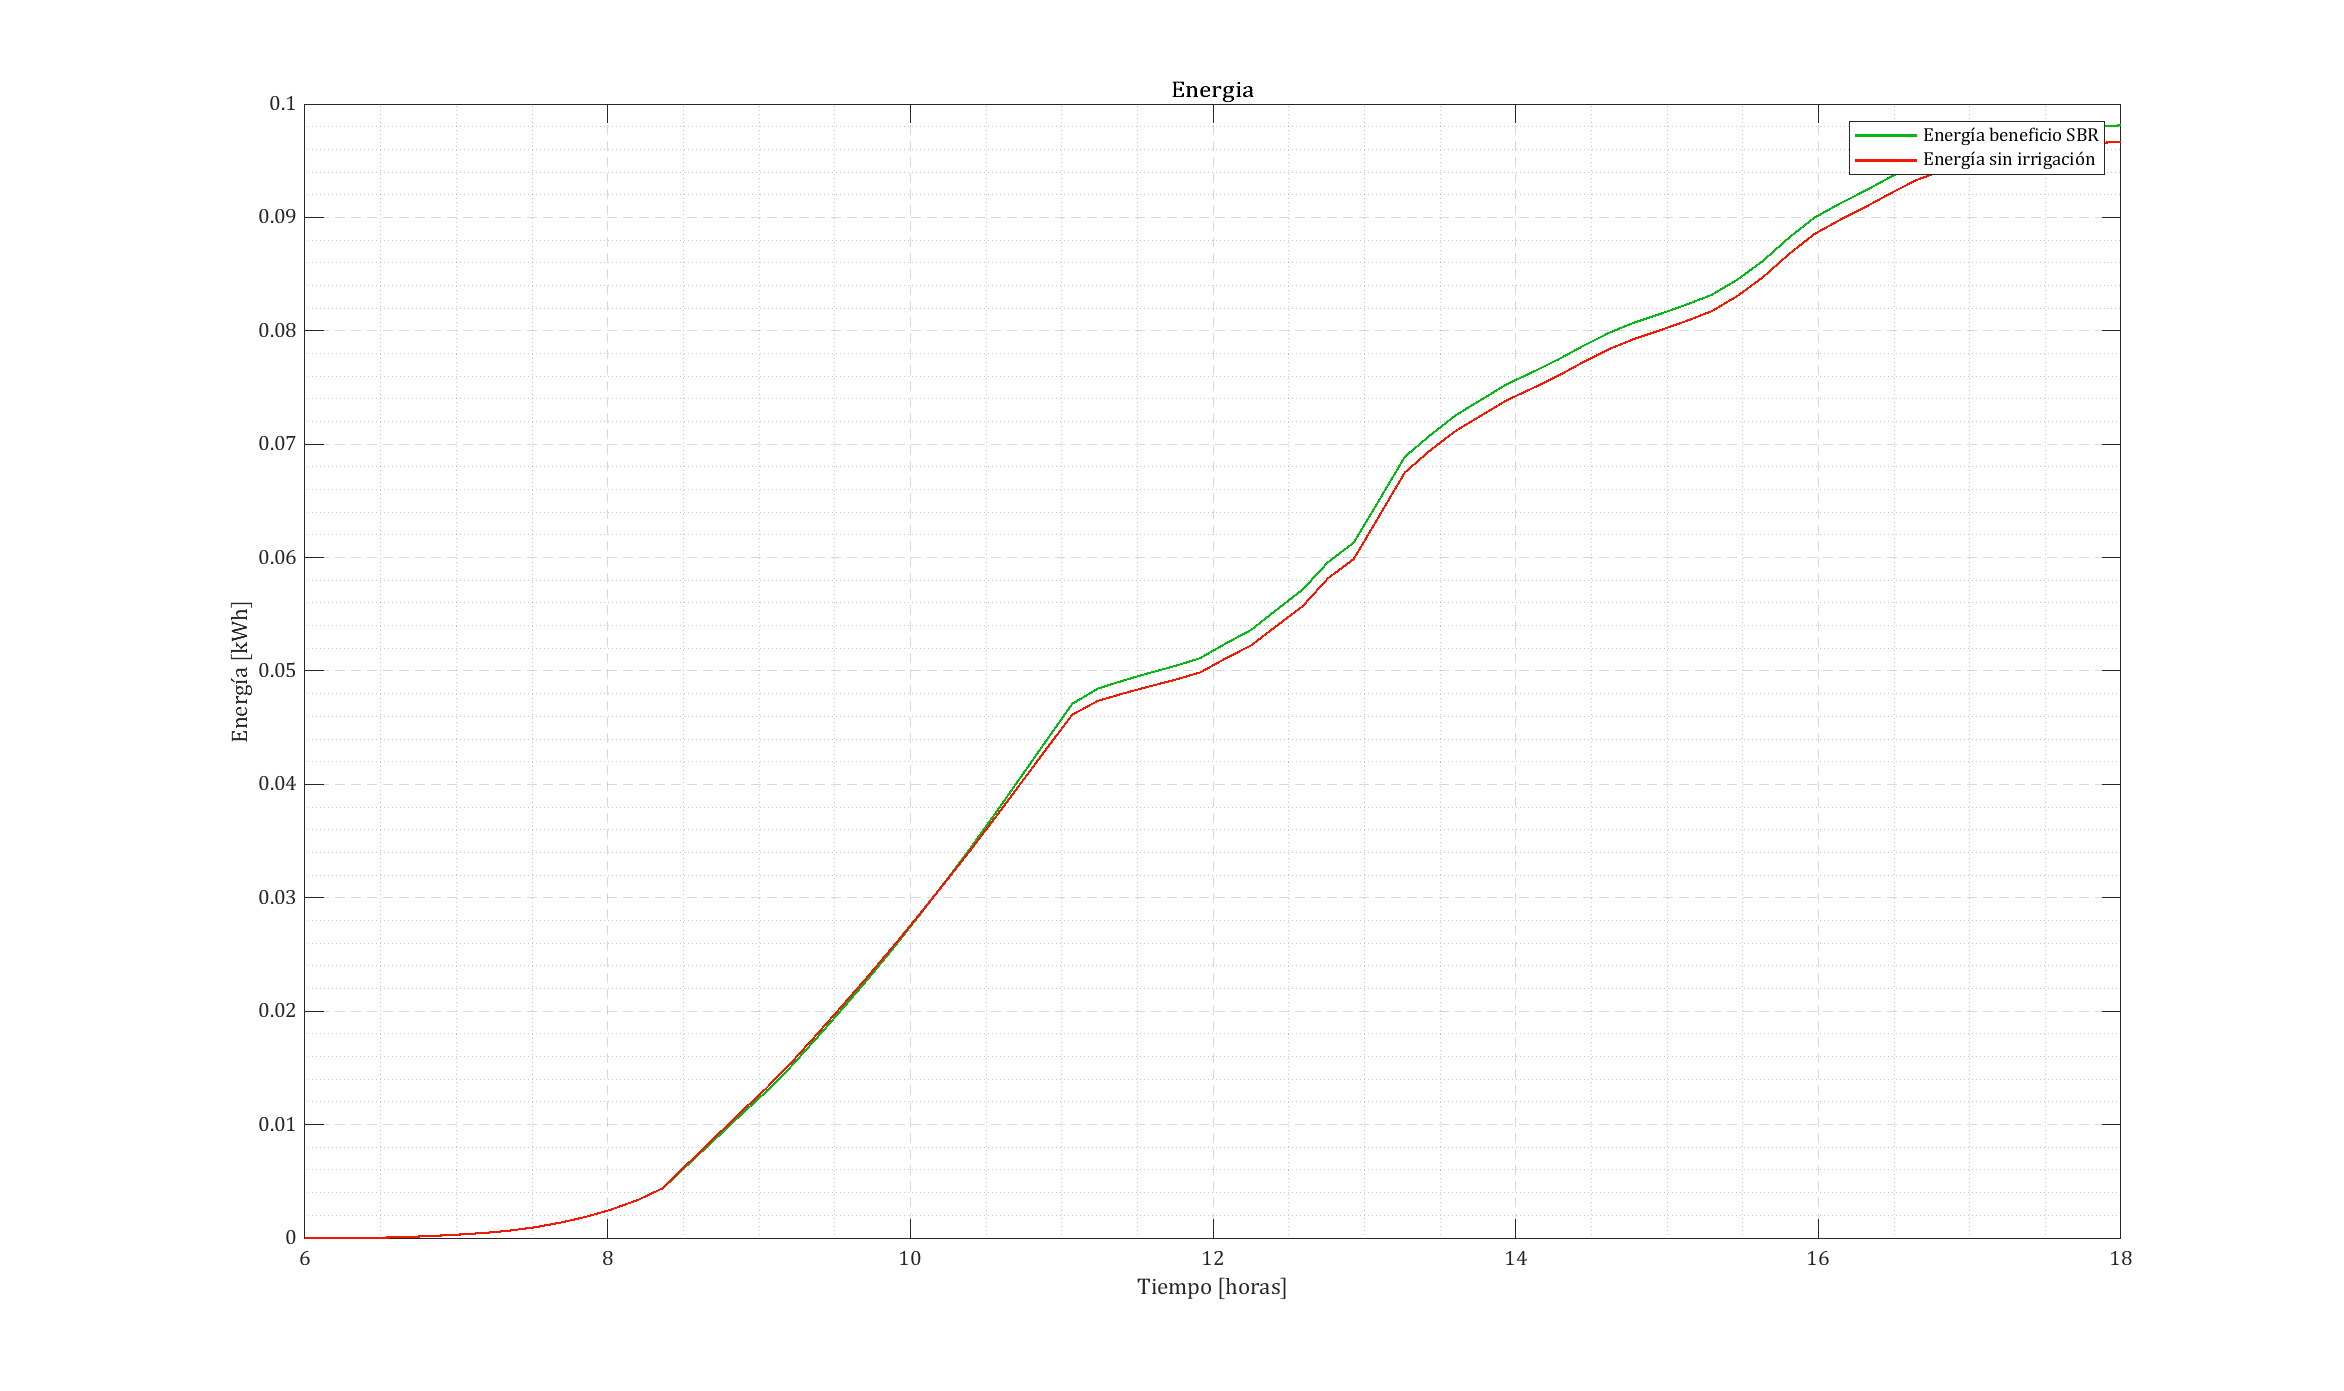 Energia
0.1
0.09
0.08
0.07
0.06
0.05
0.04
0.03
0.02
0.01
0
Energía [kWh]
Energía beneficio SBR
Energía sin irrigación
6 8 10 12 14 16 18
Tiempo [horas]